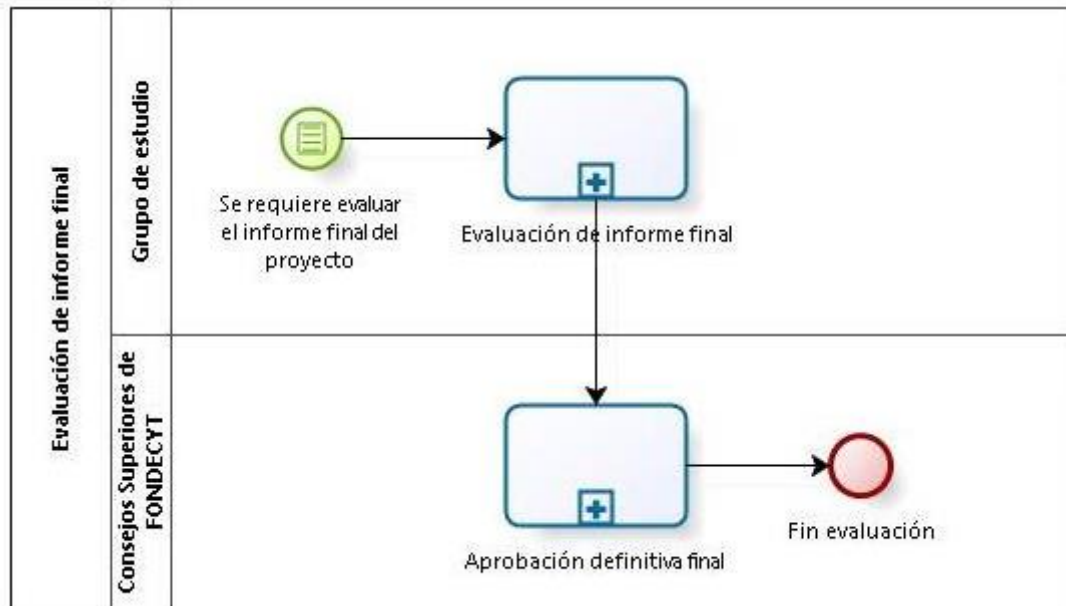 Evaluación de informe final
Grupo de estudio
Se requiere evaluar
el informe final del
proyecto
Evaluación de informe final
Consejos Superiores de
FONDECYT
Aprobación definitiva final
Fin evaluación